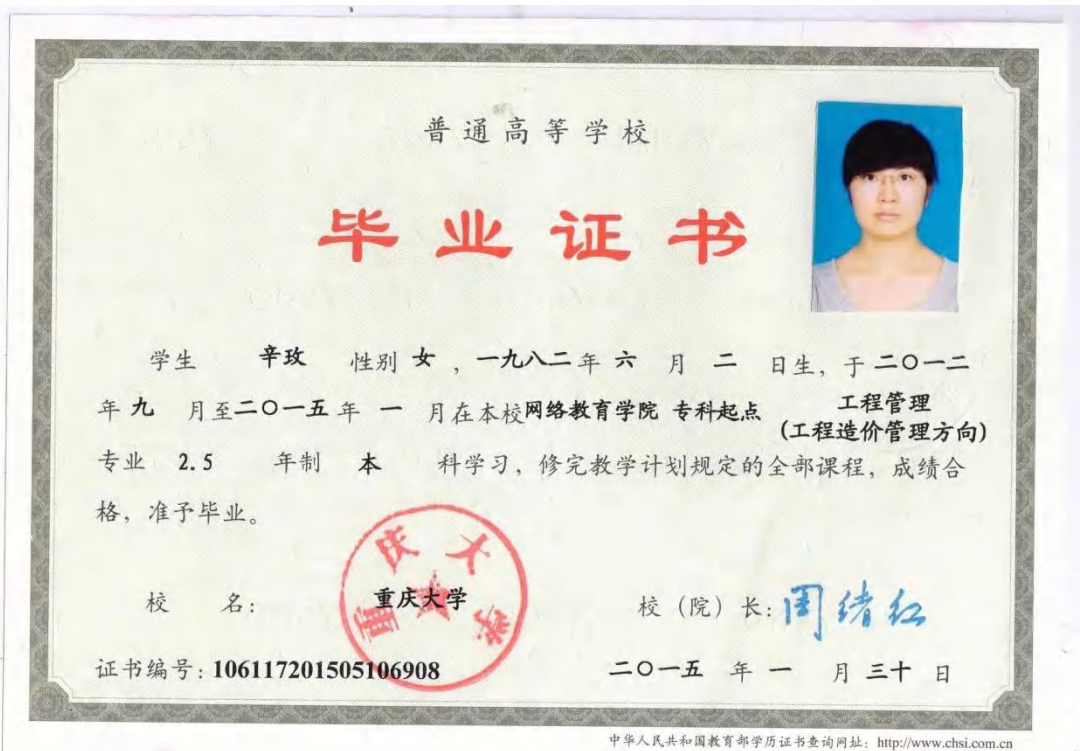 普通高等学校
毕业证书
学生 辛玫 性别 女 ，一九八二年 六 月 二 日生，于二〇一二
年 九 月至二〇一五年 一 月在本校网络教育学院 专科起点 工程管理
(工程造价管理方向)
专业 2.5 年制 本 科学习，修完教学计划规定的全部课程，成绩合
格，准予毕业。
重庆大学
校 名： 重庆大学 校（院）长：周绪红
证书编号：106117201505106908 二〇一五 年 一 月 三十 日
中华人民共和国教育部学历证书查询网址：http://www.chsi.com.cn